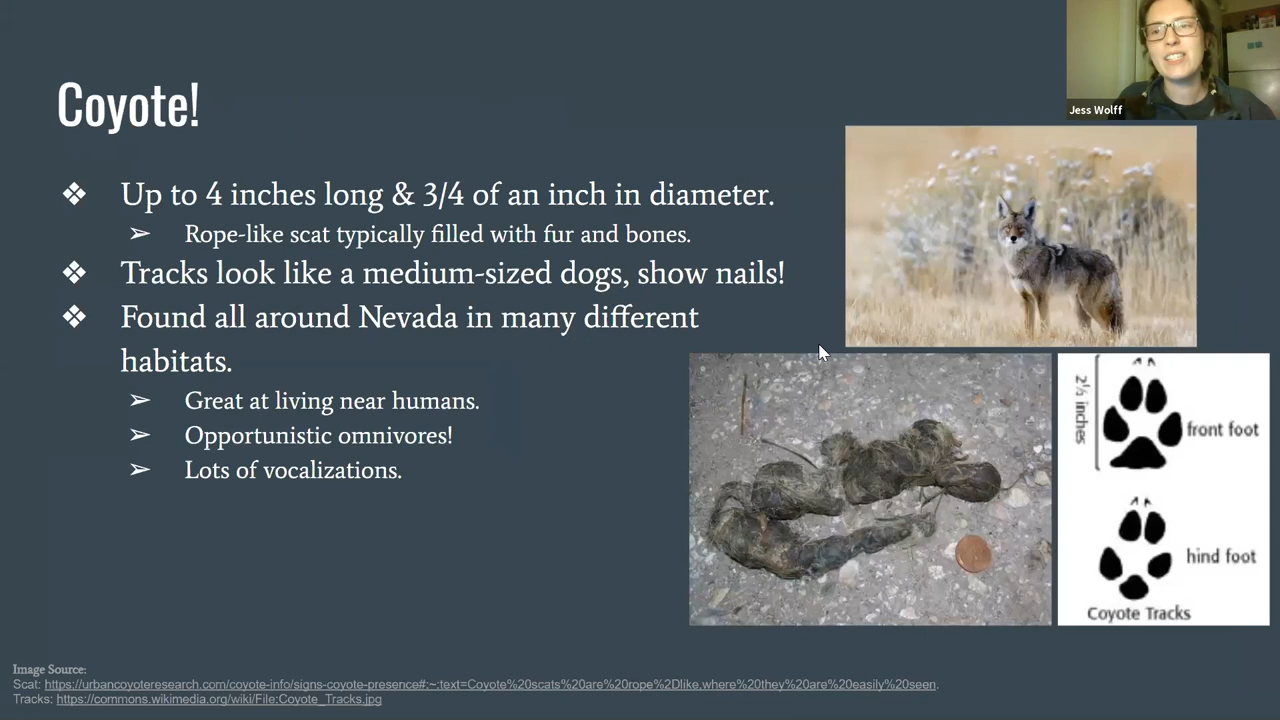 Jess Wolff
Coyote!
❖ Up to 4 inches long & 3/4 of an inch in diameter.
➢ Rope-like scat typically filled with fur and bones.
❖ Tracks look like a medium-sized dogs, show nails!
❖ Found all around Nevada in many different
habitats.
➢ Great at living near humans.
➢ Opportunistic omnivores!
➢ Lots of vocalizations.
2½ inches
front foot
hind foot
Coyote Tracks
Image Source:
Scat: https://urbancoyoteresearch.com/coyote-info/signs-coyote-presence#:~:text=Coyote%20scats%20are%20rope%2Dlike,where%20they%20are%20easily%20seen.
Tracks: https://commons.wikimedia.org/wiki/File:Coyote_Tracks.jpg